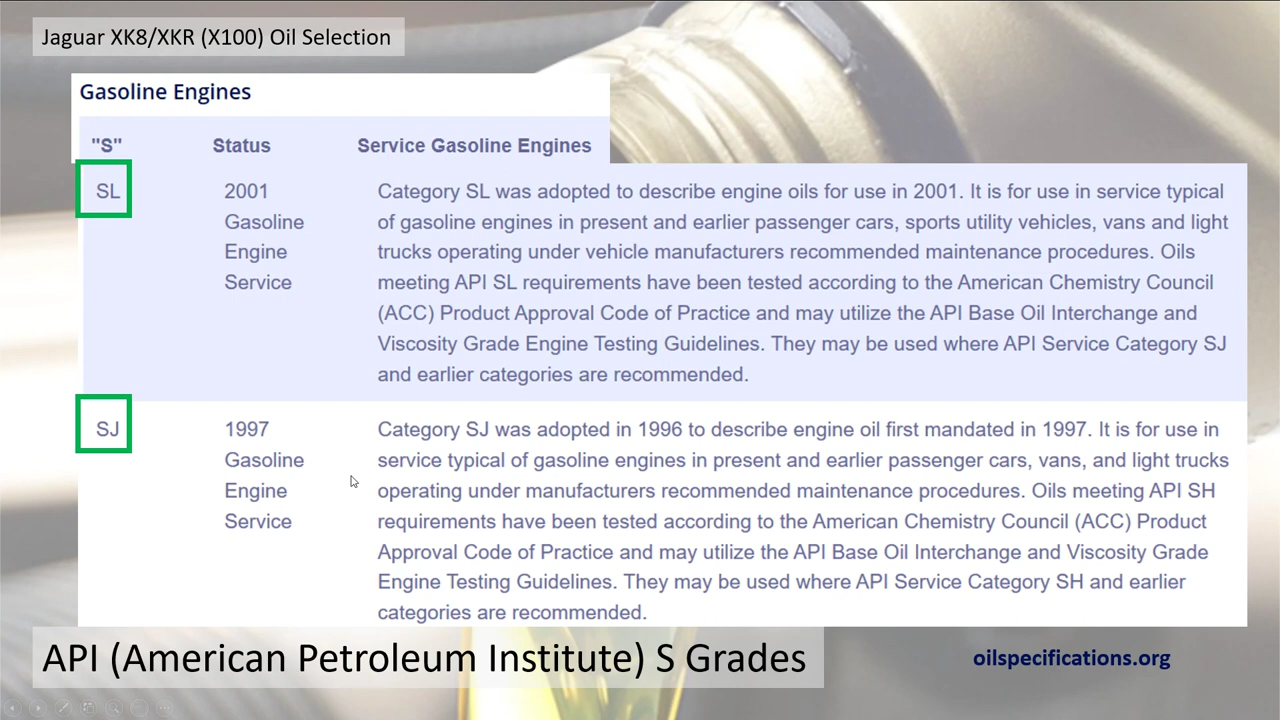 Jaguar XK8/XKR (X100) Oil Selection
Gasoline Engines
"S" Status Service Gasoline Engines
SL
2001
Gasoline
Engine
Service
Category SL was adopted to describe engine oils for use in 2001. It is for use in service typical
of gasoline engines in present and earlier passenger cars, sports utility vehicles, vans and light
trucks operating under vehicle manufacturers recommended maintenance procedures. Oils
meeting API SL requirements have been tested according to the American Chemistry Council
(ACC) Product Approval Code of Practice and may utilize the API Base Oil Interchange and
Viscosity Grade Engine Testing Guidelines. They may be used where API Service Category SJ
and earlier categories are recommended.
SJ
1997
Gasoline
Engine
Service
Category SJ was adopted in 1996 to describe engine oil first mandated in 1997. It is for use in
service typical of gasoline engines in present and earlier passenger cars, vans, and light trucks
operating under manufacturers recommended maintenance procedures. Oils meeting API SH
requirements have been tested according to the American Chemistry Council (ACC) Product
Approval Code of Practice and may utilize the API Base Oil Interchange and Viscosity Grade
Engine Testing Guidelines. They may be used where API Service Category SH and earlier
categories are recommended.
API (American Petroleum Institute) S Grades
oilspecifications.org